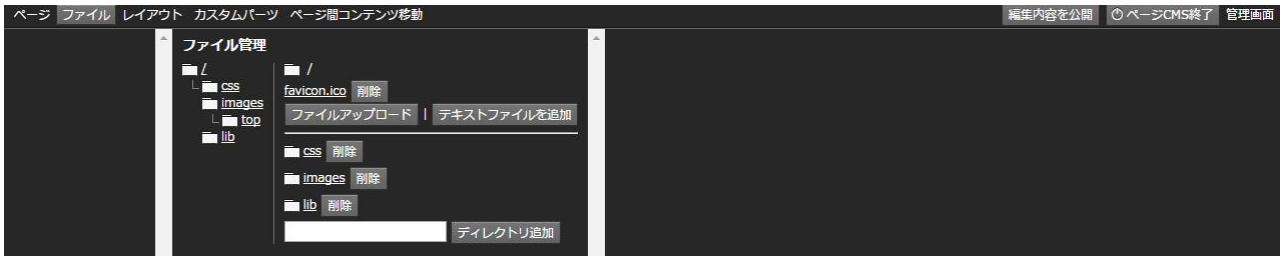 ページ ファイル レイアウト カスタムパーツ ページ間コンテンツ移動 編集内容を公開 ページCMS終了 管理画面
ファイル管理
/
css
images
top
lib
/
favicon.ico 削除
ファイルアップロード | テキストファイルを追加
css 削除
images 削除
lib 削除
ディレクトリ追加